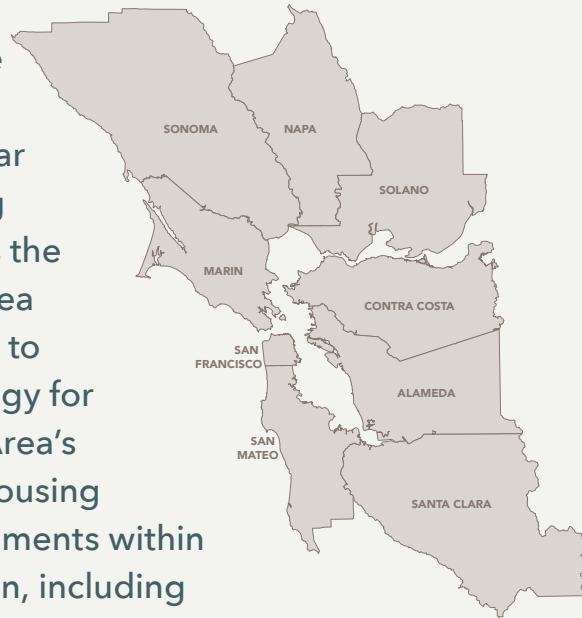 e
ar
g
the
ea
to
gy for
Area's
ousing
ments within
n, including
SONOMA
NAPA
SOLANO
MARIN
CONTRA COSTA
SAN
FRANCISCO
ALAMEDA
SAN
MATEO
SANTA CLARA